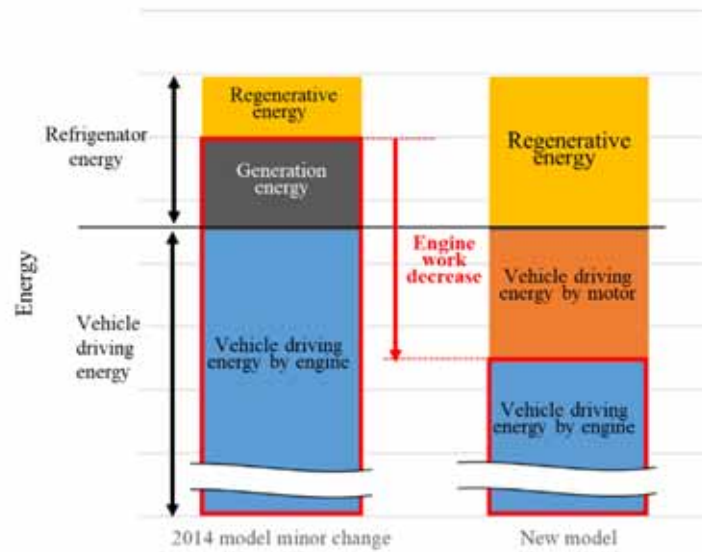 Energy
Refrigenator
energy
Vehicle
driving
energy
Regenerative
energy
Generation
energy
Vehicle driving
energy by engine
Engine
work
decrease
Regenerative
energy
Vehicle driving
energy by motor
Vehicle driving
energy by engine
2014 model minor change
New model